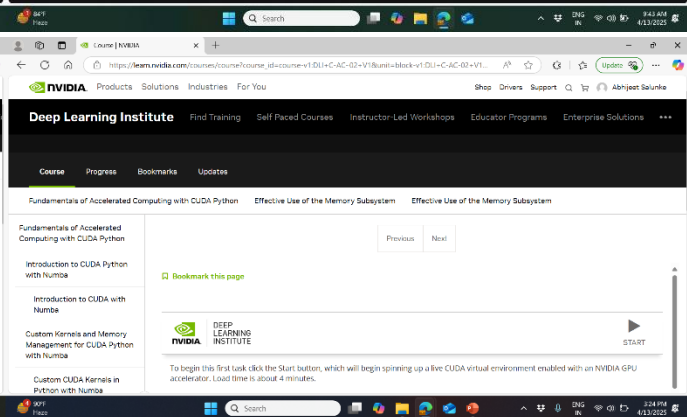 84°F
Haze
Search
ENG
IN
9:43 AM
4/13/2025
Course | NVIDIA
https://learn.nvidia.com/courses/course?course_id=course-v1:DLI+C-AC-02+V1&unit=block-v1:DLI+C-AC-02+V1...
Update
NVIDIA. Products Solutions Industries For You
Shop Drivers Support Abhijeet Salunke
Deep Learning Institute Find Training Self Paced Courses Instructor-Led Workshops Educator Programs Enterprise Solutions
Course Progress Bookmarks Updates
Fundamentals of Accelerated Computing with CUDA Python Effective Use of the Memory Subsystem Effective Use of the Memory Subsystem
Fundamentals of Accelerated
Computing with CUDA Python
Introduction to CUDA Python
with Numba
Introduction to CUDA with
Numba
Custom Kernels and Memory
Management for CUDA Python
with Numba
Custom CUDA Kernels in
Python with Numba
Previous Next
Bookmark this page
NVIDIA.
DEEP
LEARNING
INSTITUTE
START
To begin this first task click the Start button, which will begin spinning up a live CUDA virtual environment enabled with an NVIDIA GPU
accelerator. Load time is about 4 minutes.
90°F
Haze
Search
ENG
IN
3:24 PM
4/13/2025